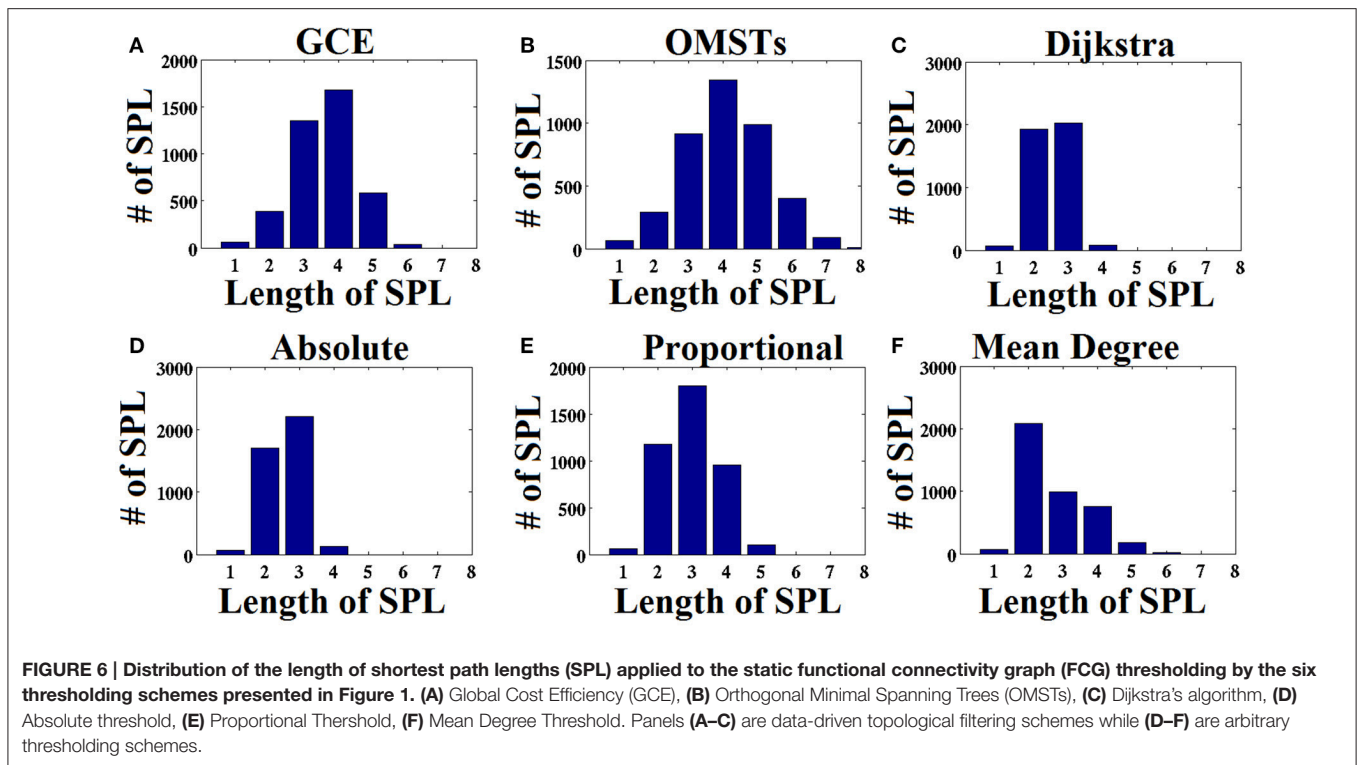 A
GCE
2000
1500
1000
500
0
# of SPL
1 2 3 4 5 6 7 8
Length of SPL
B
OMSTs
1500
1000
500
0
# of SPL
1 2 3 4 5 6 7 8
Length of SPL
C
Dijkstra
3000
2000
1000
0
# of SPL
1 2 3 4 5 6 7 8
Length of SPL
D
Absolute
3000
2000
1000
0
# of SPL
1 2 3 4 5 6 7 8
Length of SPL
E
Proportional
2000
1500
1000
500
0
# of SPL
1 2 3 4 5 6 7 8
Length of SPL
F
Mean Degree
3000
2000
1000
0
# of SPL
1 2 3 4 5 6 7 8
Length of SPL
FIGURE 6 | Distribution of the length of shortest path lengths (SPL) applied to the static functional connectivity graph (FCG) thresholding by the six
thresholding schemes presented in Figure 1. (A) Global Cost Efficiency (GCE), (B) Orthogonal Minimal Spanning Trees (OMSTs), (C) Dijkstra's algorithm, (D)
Absolute threshold, (E) Proportional Thershold, (F) Mean Degree Threshold. Panels (A–C) are data-driven topological filtering schemes while (D–F) are arbitrary
thresholding schemes.